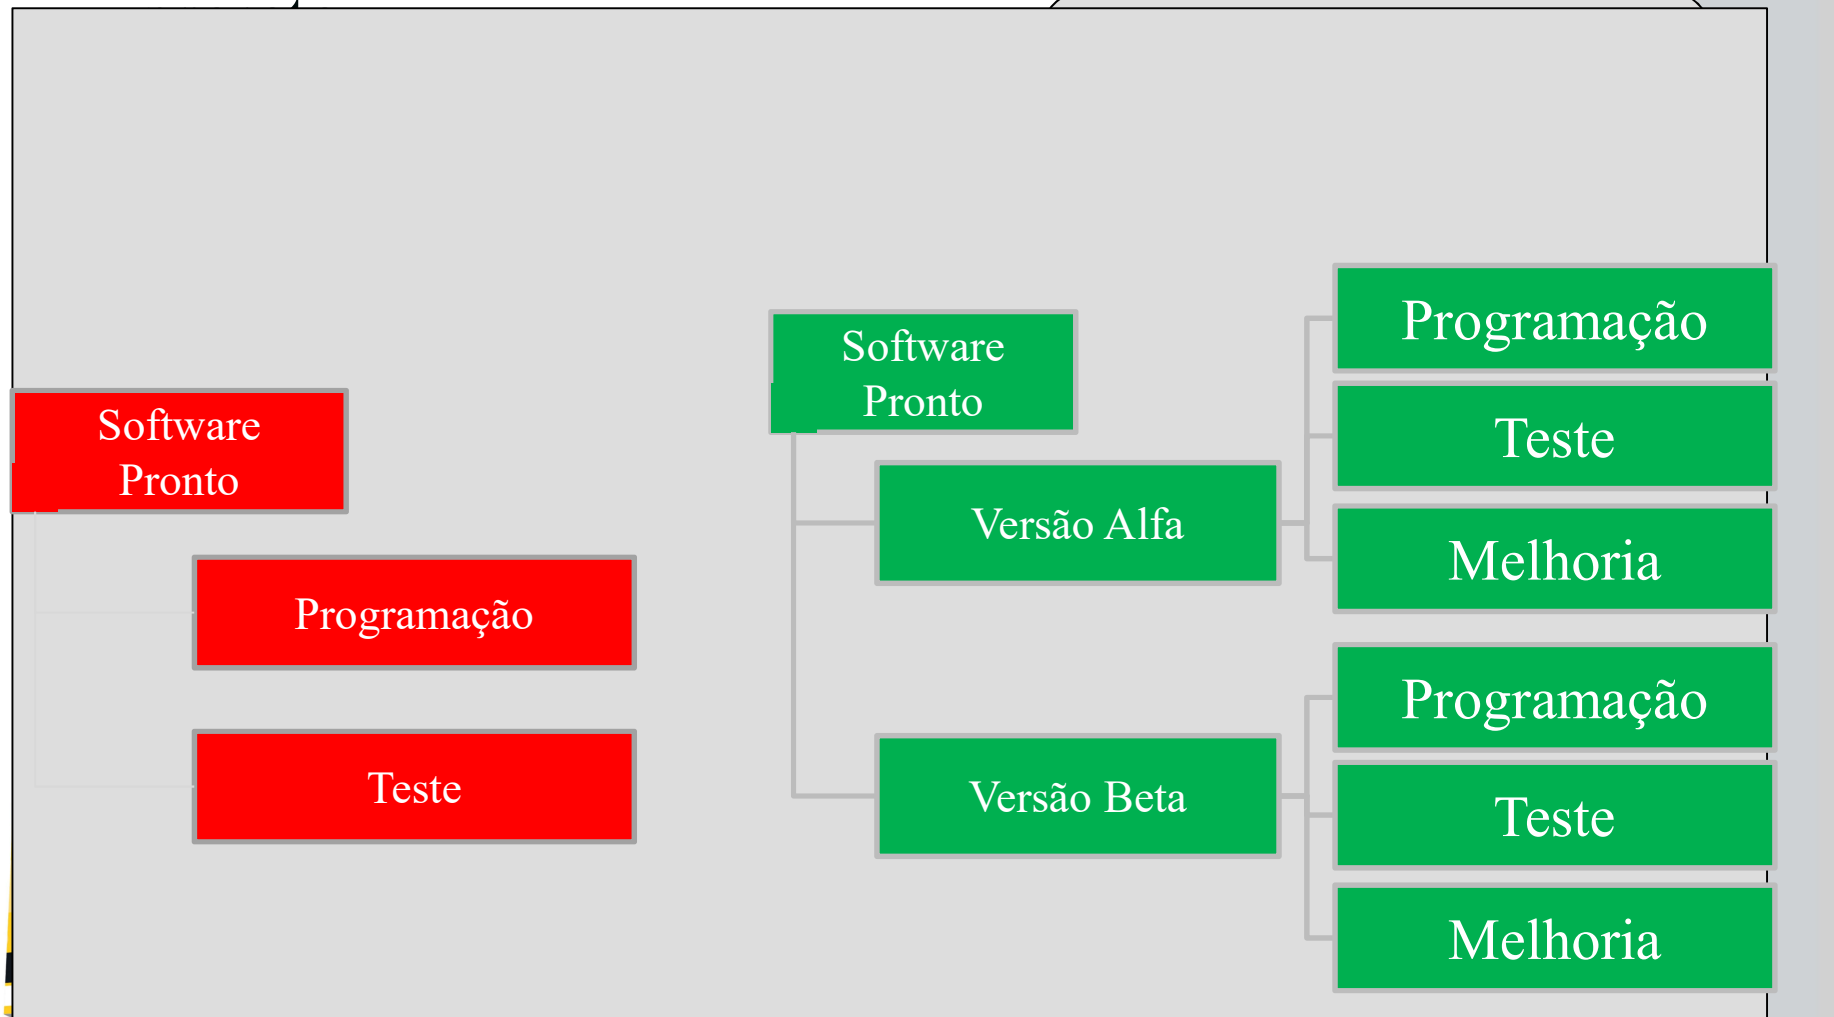 Software
Pronto
Programação
Teste
Software
Pronto
Versão Alfa
Programação
Teste
Melhoria
Versão Beta
Programação
Teste
Melhoria